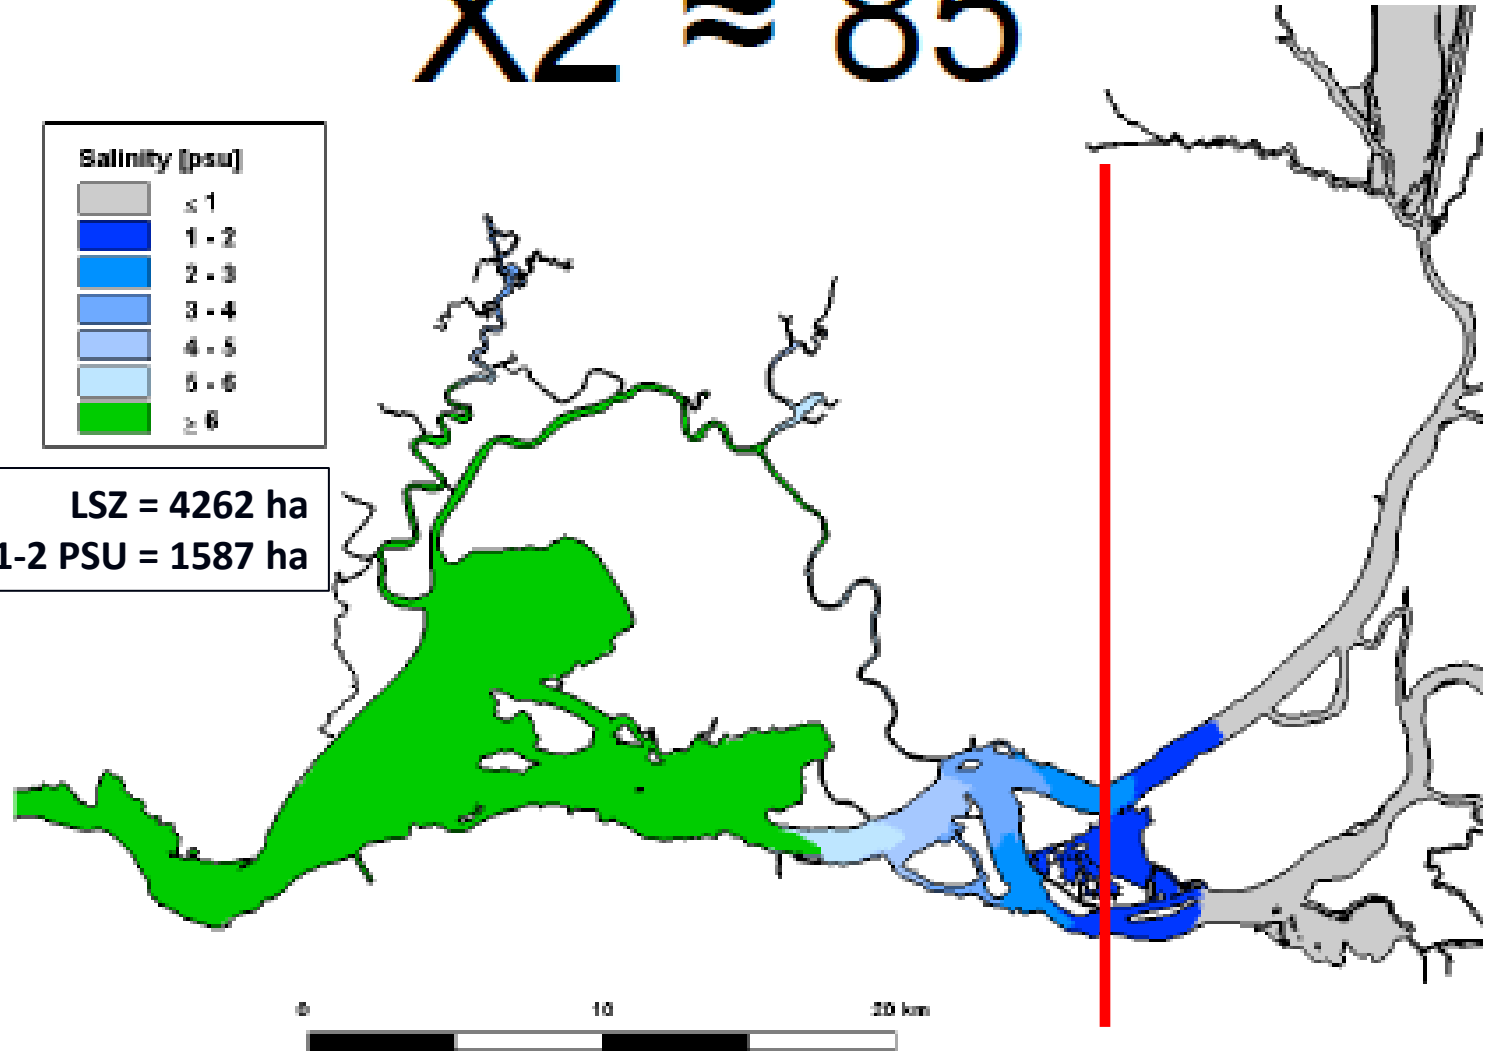 X2 ≈ 85
Salinity [psu]
≤ 1
1 - 2
2 - 3
3 - 4
4 - 5
5 - 6
≥ 6
LSZ = 4262 ha
1-2 PSU = 1587 ha
0 10 20 km